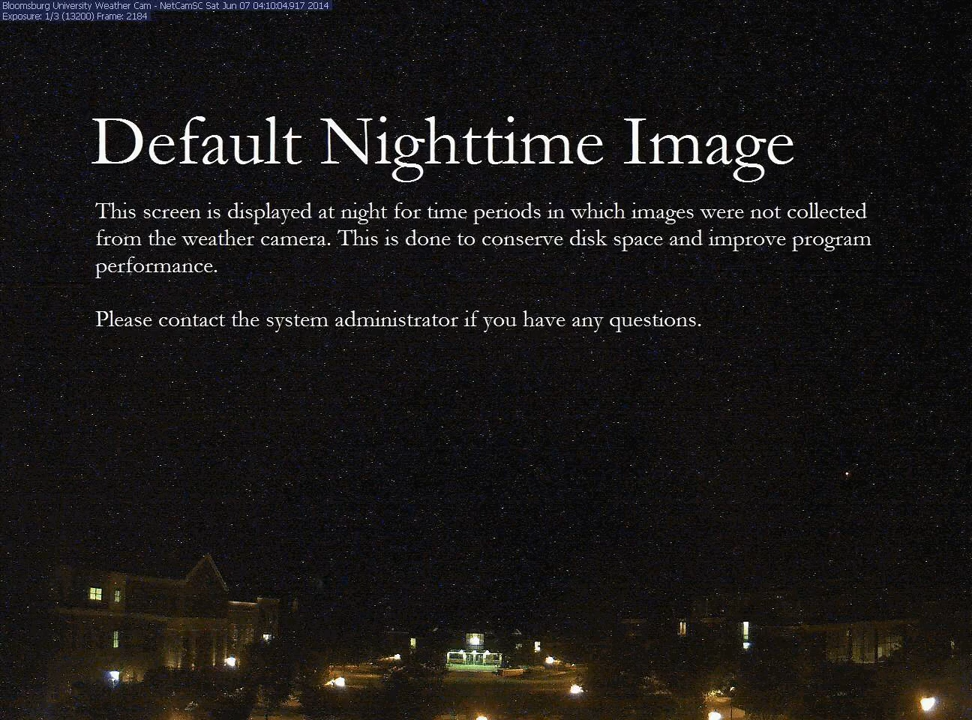 Bloomsburg University Weather Cam - NetCamSC Sat Jun 07 04:10:04.917 2014
Exposure: 1/3 (13200) Frame: 2184
Default Nighttime Image
This screen is displayed at night for time periods in which images were not collected
from the weather camera. This is done to conserve disk space and improve program
performance.
Please contact the system administrator if you have any questions.